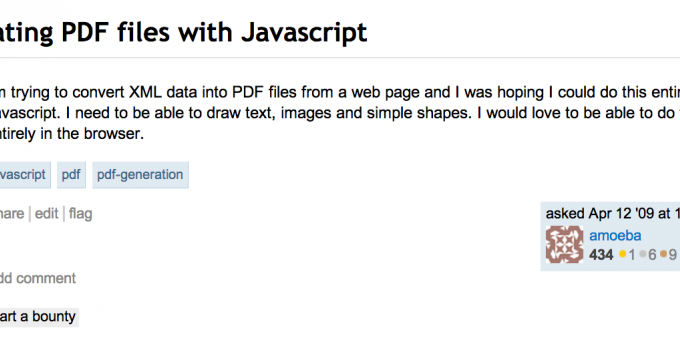 ating PDF files with Javascript
m trying to convert XML data into PDF files from a web page and I was hoping I could do this enti
avascript. I need to be able to draw text, images and simple shapes. I would love to be able to do
ntirely in the browser.
vascript pdf pdf-generation
hare | edit | flag
asked Apr 12 '09 at 1
amoeba
434 1 6 9
dd comment
art a bounty